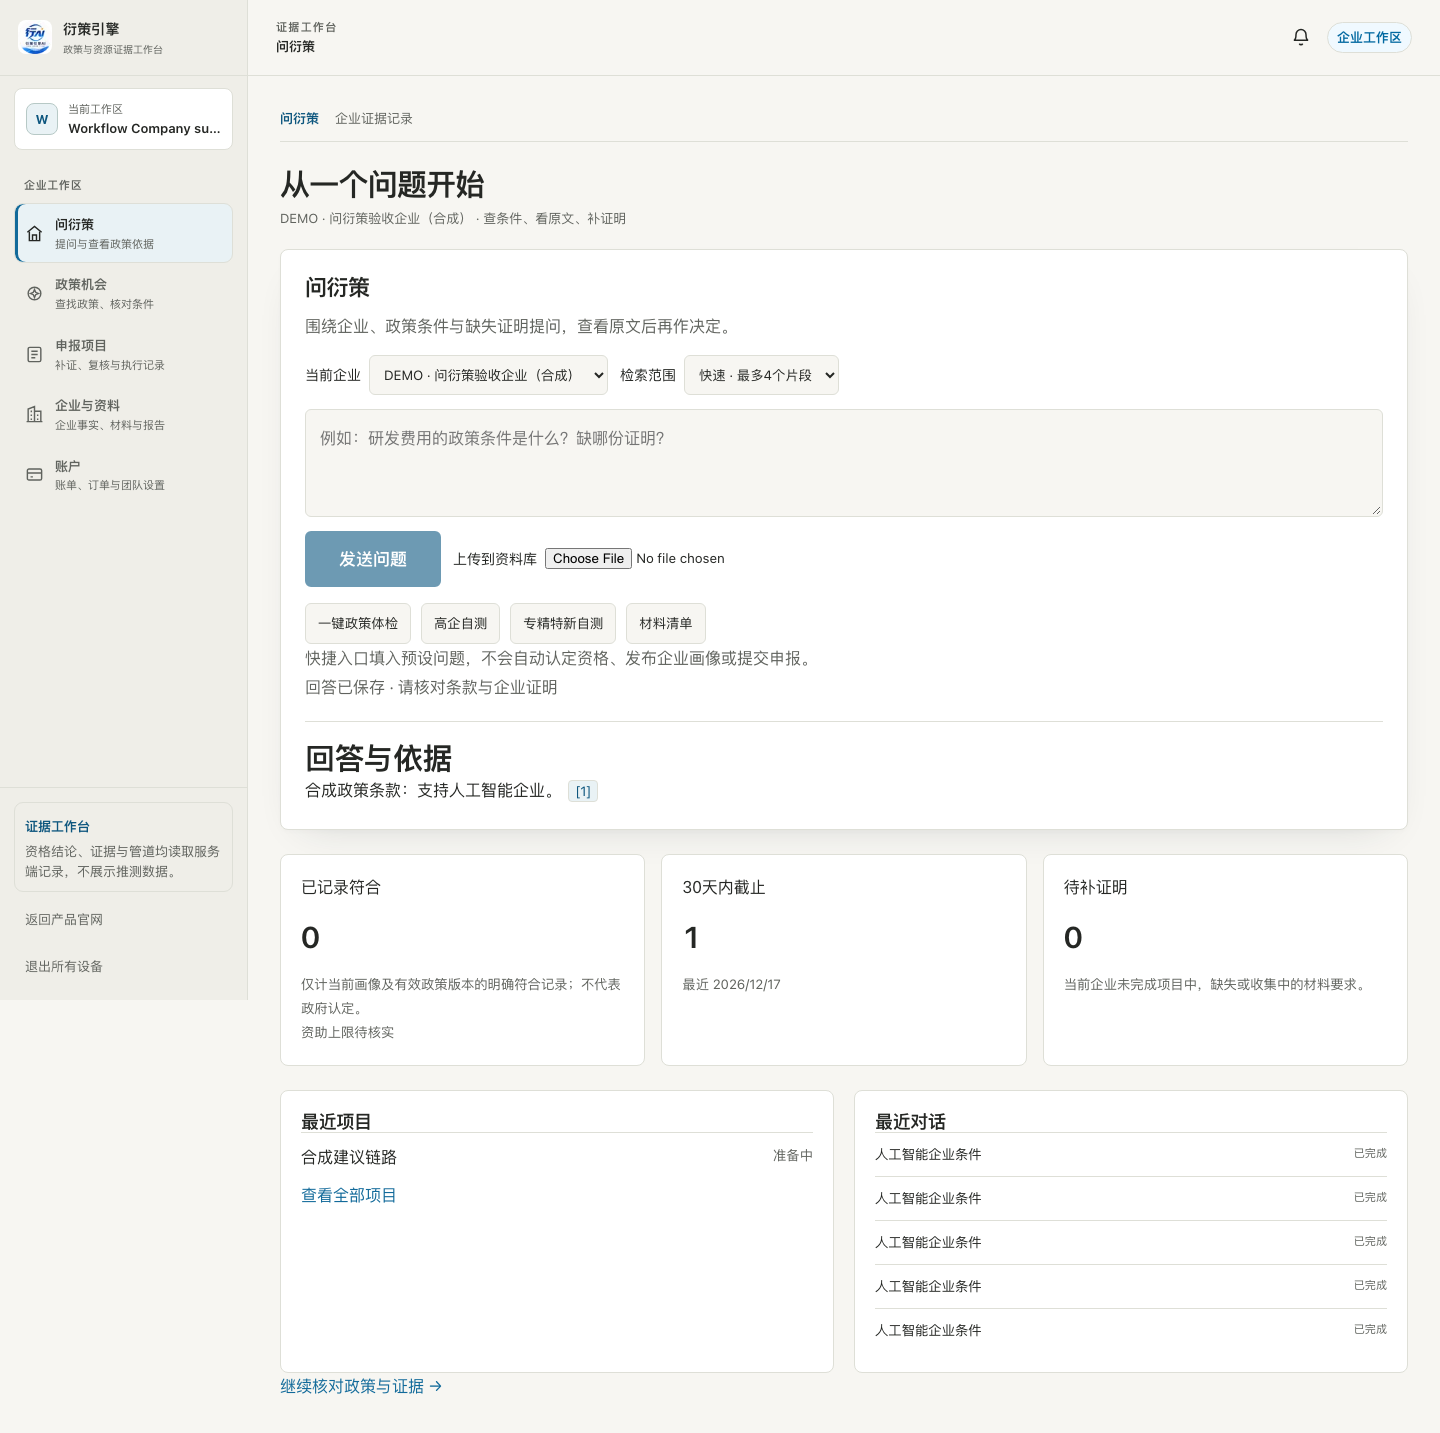 衍策引擎
政策与资源证据工作台
证据工作台
问衍策
企业工作区
W
当前工作区
Workflow Company su...
企业工作区
问衍策
提问与查看政策依据
政策机会
查找政策、核对条件
申报项目
补证、复核与执行记录
企业与资料
企业事实、材料与报告
账户
账单、订单与团队设置
证据工作台
资格结论、证据与管道均读取服务
端记录，不展示推测数据。
返回产品官网
退出所有设备
问衍策 企业证据记录
从一个问题开始
DEMO · 问衍策验收企业（合成） · 查条件、看原文、补证明
问衍策
围绕企业、政策条件与缺失证明提问，查看原文后再作决定。
当前企业 DEMO · 问衍策验收企业（合成） 检索范围 快速 · 最多4个片段
例如：研发费用的政策条件是什么？缺哪份证明？
发送问题 上传到资料库 Choose File No file chosen
一键政策体检 高企自测 专精特新自测 材料清单
快捷入口填入预设问题，不会自动认定资格、发布企业画像或提交申报。
回答已保存 · 请核对条款与企业证明
回答与依据
合成政策条款：支持人工智能企业。 [1]
已记录符合
0
仅计当前画像及有效政策版本的明确符合记录；不代表
政府认定。
资助上限待核实
30天内截止
1
最近 2026/12/17
待补证明
0
当前企业未完成项目中，缺失或收集中的材料要求。
最近项目
合成建议链路 准备中
查看全部项目
最近对话
人工智能企业条件 已完成
人工智能企业条件 已完成
人工智能企业条件 已完成
人工智能企业条件 已完成
人工智能企业条件 已完成
继续核对政策与证据 →